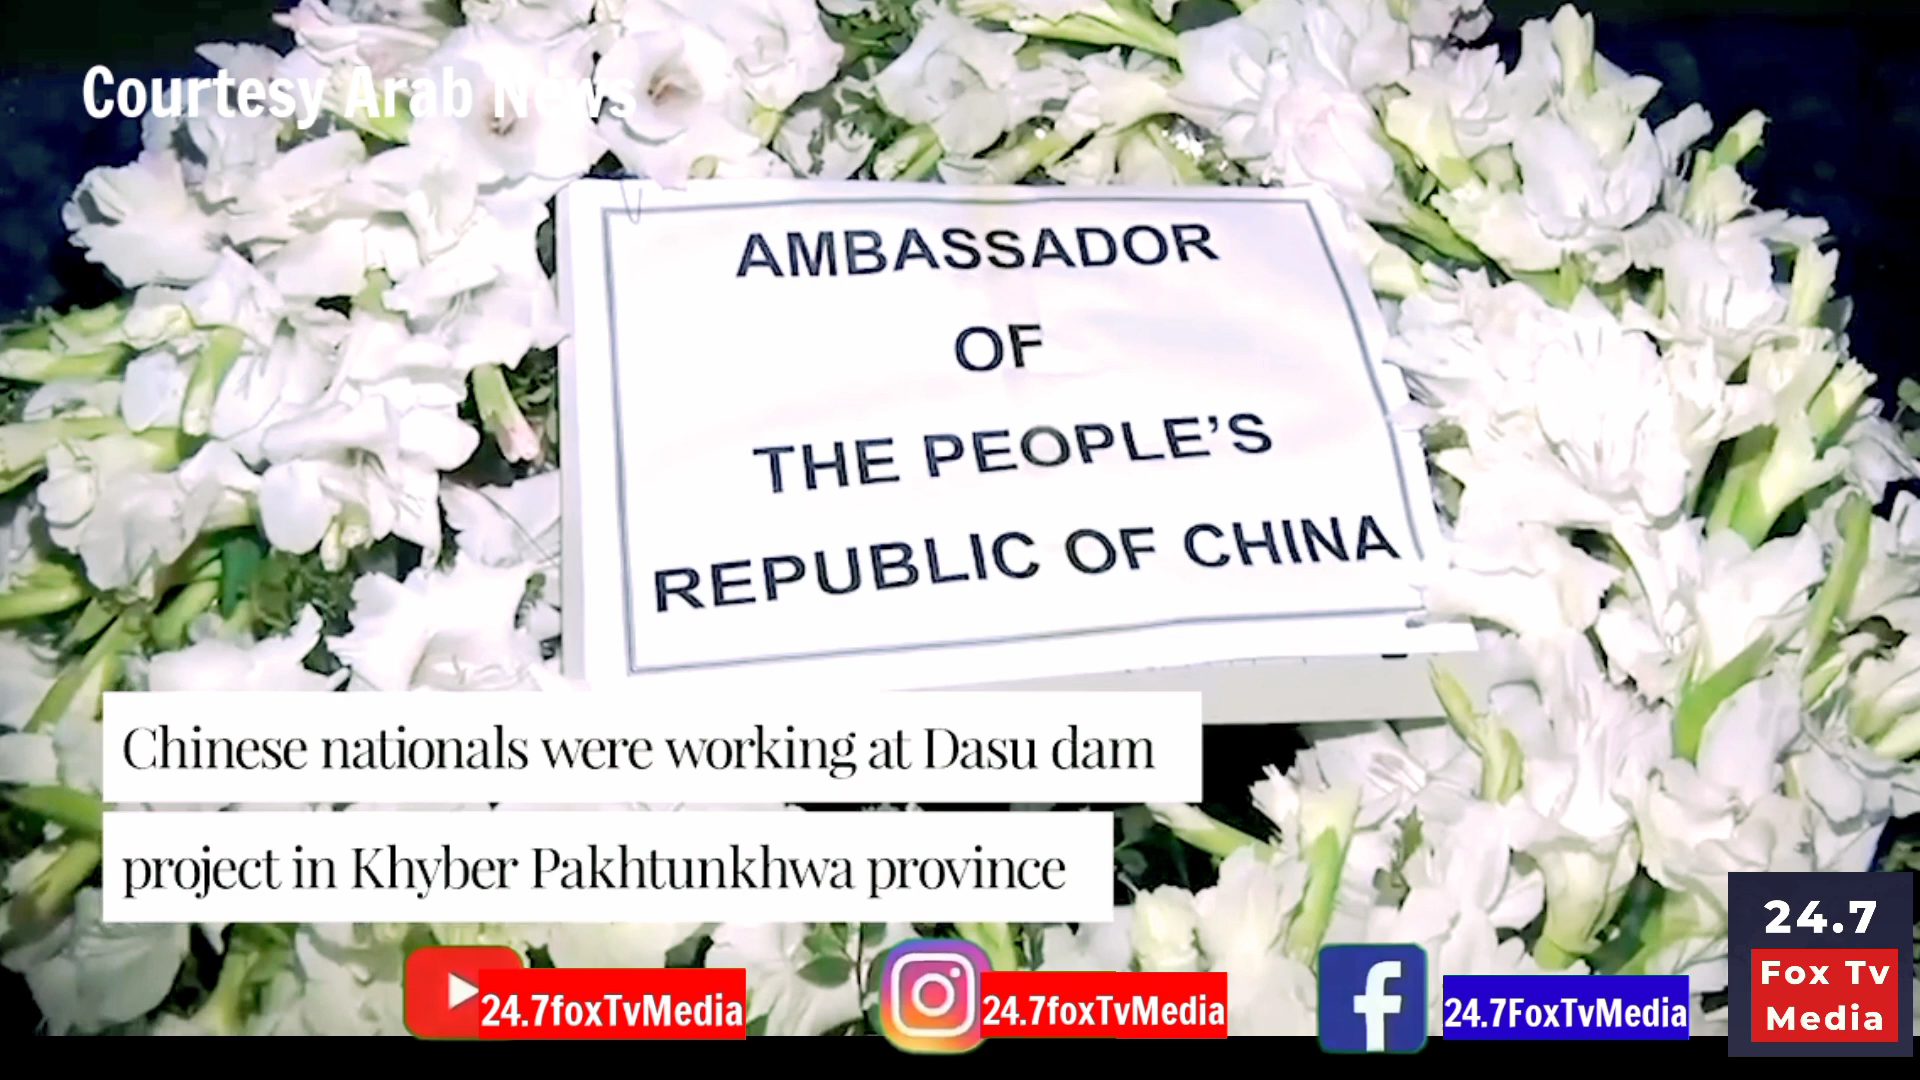 Courtesy Arab News
AMBASSADOR
OF
THE PEOPLE'S
REPUBLIC OF CHINA
Chinese nationals were working at Dasu dam
project in Khyber Pakhtunkhwa province
24.7foxTvMedia
24.7foxTvMedia
24.7FoxTvMedia
24.7
Fox Tv
Media